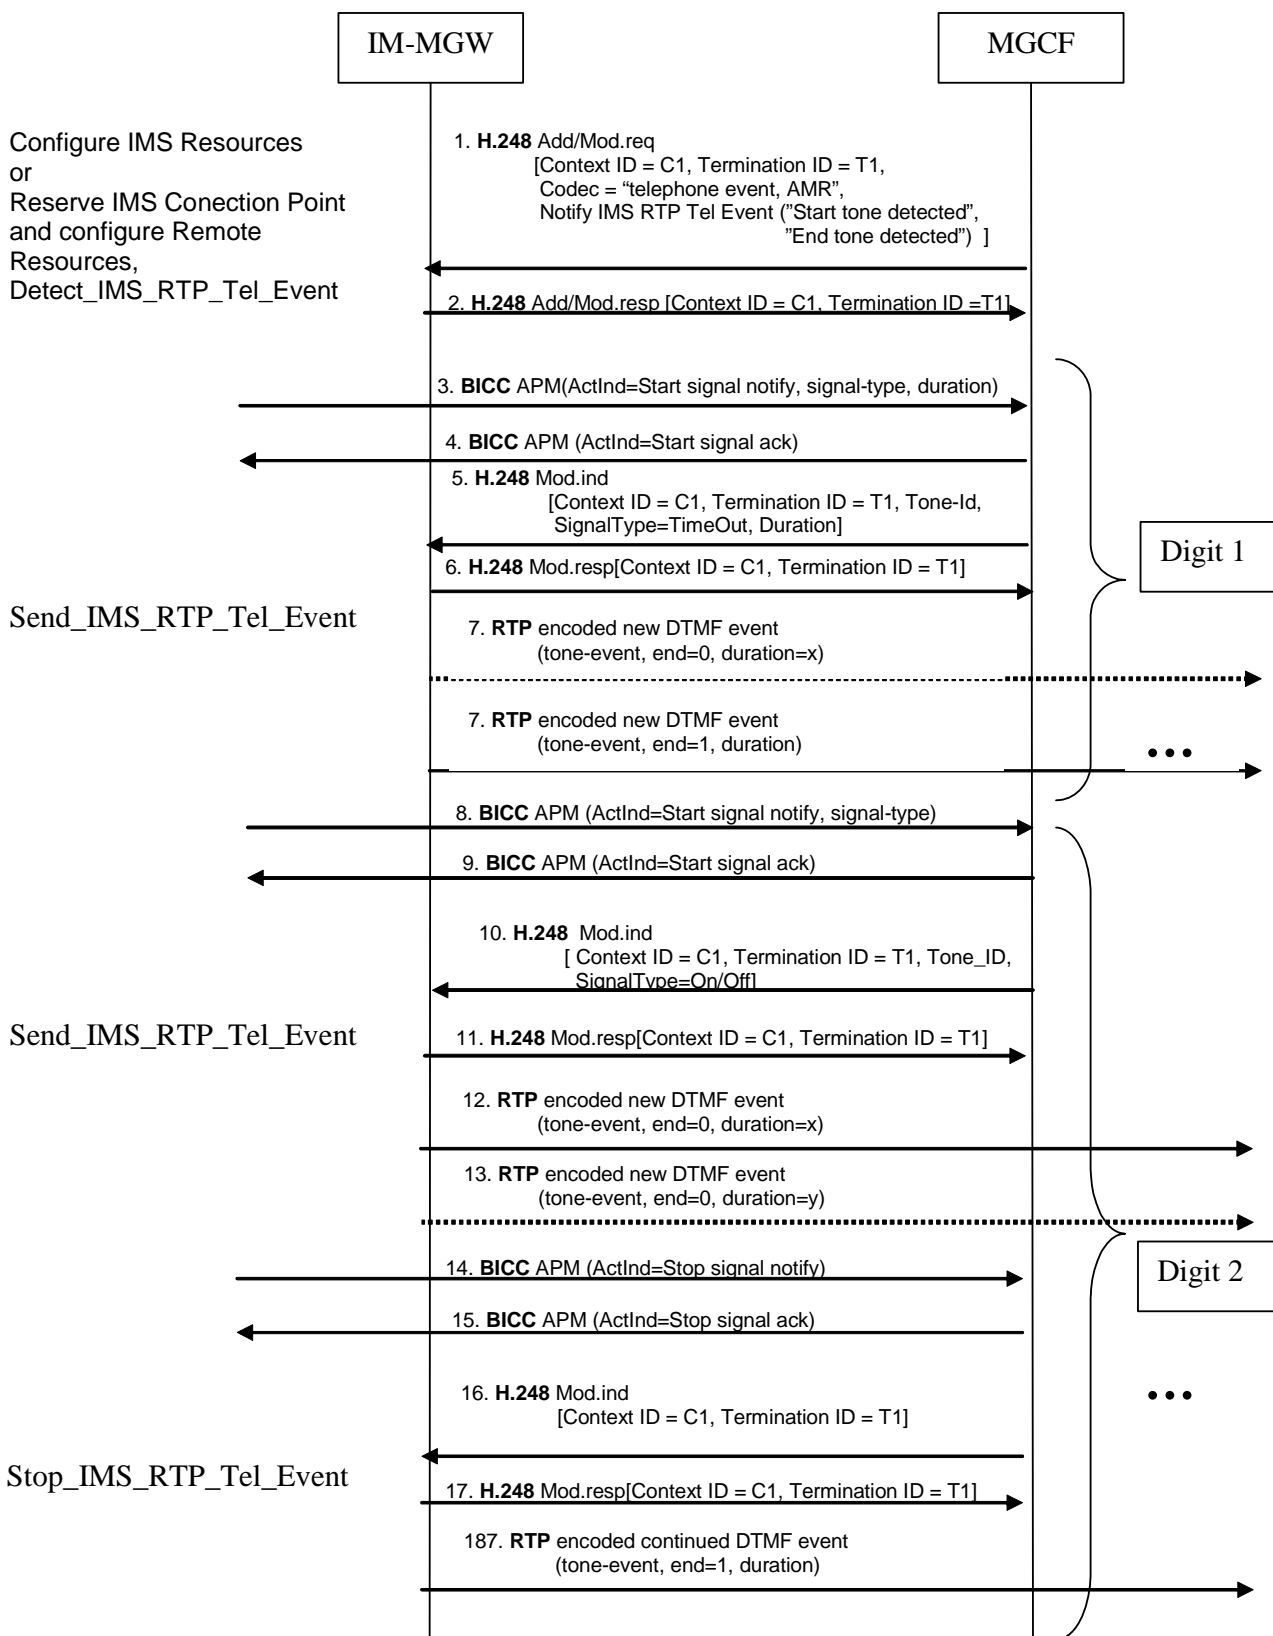 IM-MGW
MGCF
Configure IMS Resources
or
Reserve IMS Conection Point
and configure Remote
Resources,
Detect_IMS_RTP_Tel_Event
1. H.248 Add/Mod.req
[Context ID = C1, Termination ID = T1,
Codec = “telephone event, AMR”,
Notify IMS RTP Tel Event (”Start tone detected”,
”End tone detected”) ]
2. H.248 Add/Mod.resp [Context ID = C1, Termination ID =T1]
3. BICC APM(ActInd=Start signal notify, signal-type, duration)
4. BICC APM (ActInd=Start signal ack)
5. H.248 Mod.ind
[Context ID = C1, Termination ID = T1, Tone-Id,
SignalType=TimeOut, Duration]
Digit 1
6. H.248 Mod.resp[Context ID = C1, Termination ID = T1]
Send_IMS_RTP_Tel_Event
7. RTP encoded new DTMF event
(tone-event, end=0, duration=x)
7. RTP encoded new DTMF event
(tone-event, end=1, duration)
...
8. BICC APM (ActInd=Start signal notify, signal-type)
9. BICC APM (ActInd=Start signal ack)
10. H.248 Mod.ind
[ Context ID = C1, Termination ID = T1, Tone_ID,
SignalType=On/Off]
Send_IMS_RTP_Tel_Event
11. H.248 Mod.resp[Context ID = C1, Termination ID = T1]
12. RTP encoded new DTMF event
(tone-event, end=0, duration=x)
13. RTP encoded new DTMF event
(tone-event, end=0, duration=y)
14. BICC APM (ActInd=Stop signal notify)
Digit 2
15. BICC APM (ActInd=Stop signal ack)
16. H.248 Mod.ind
[Context ID = C1, Termination ID = T1]
...
Stop_IMS_RTP_Tel_Event
17. H.248 Mod.resp[Context ID = C1, Termination ID = T1]
187. RTP encoded continued DTMF event
(tone-event, end=1, duration)